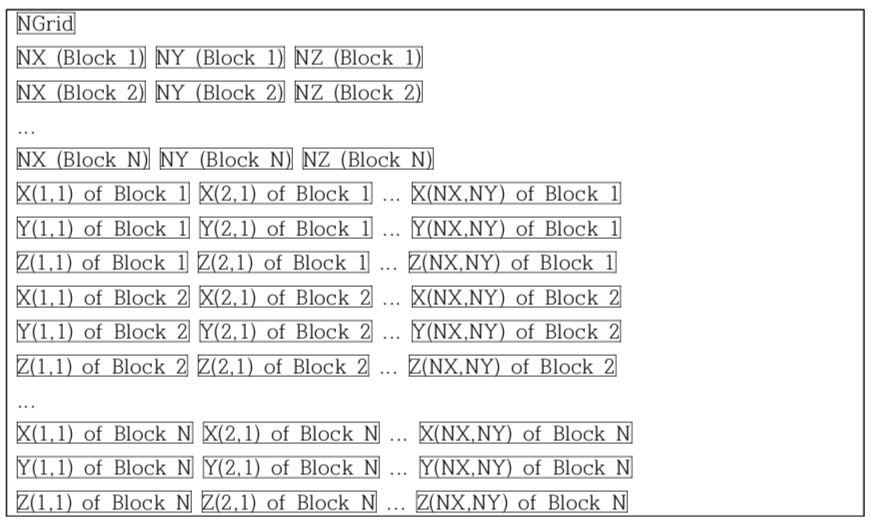 NGrid
NX (Block 1) NY (Block 1) NZ (Block 1)
NX (Block 2) NY (Block 2) NZ (Block 2)
...
NX (Block N) NY (Block N) NZ (Block N)
X(1,1) of Block 1 X(2,1) of Block 1 ... X(NX,NY) of Block 1
Y(1,1) of Block 1 Y(2,1) of Block 1 ... Y(NX,NY) of Block 1
Z(1,1) of Block 1 Z(2,1) of Block 1 ... Z(NX,NY) of Block 1
X(1,1) of Block 2 X(2,1) of Block 2 ... X(NX,NY) of Block 2
Y(1,1) of Block 2 Y(2,1) of Block 2 ... Y(NX,NY) of Block 2
Z(1,1) of Block 2 Z(2,1) of Block 2 ... Z(NX,NY) of Block 2
...
X(1,1) of Block N X(2,1) of Block N ... X(NX,NY) of Block N
Y(1,1) of Block N Y(2,1) of Block N ... Y(NX,NY) of Block N
Z(1,1) of Block N Z(2,1) of Block N ... Z(NX,NY) of Block N